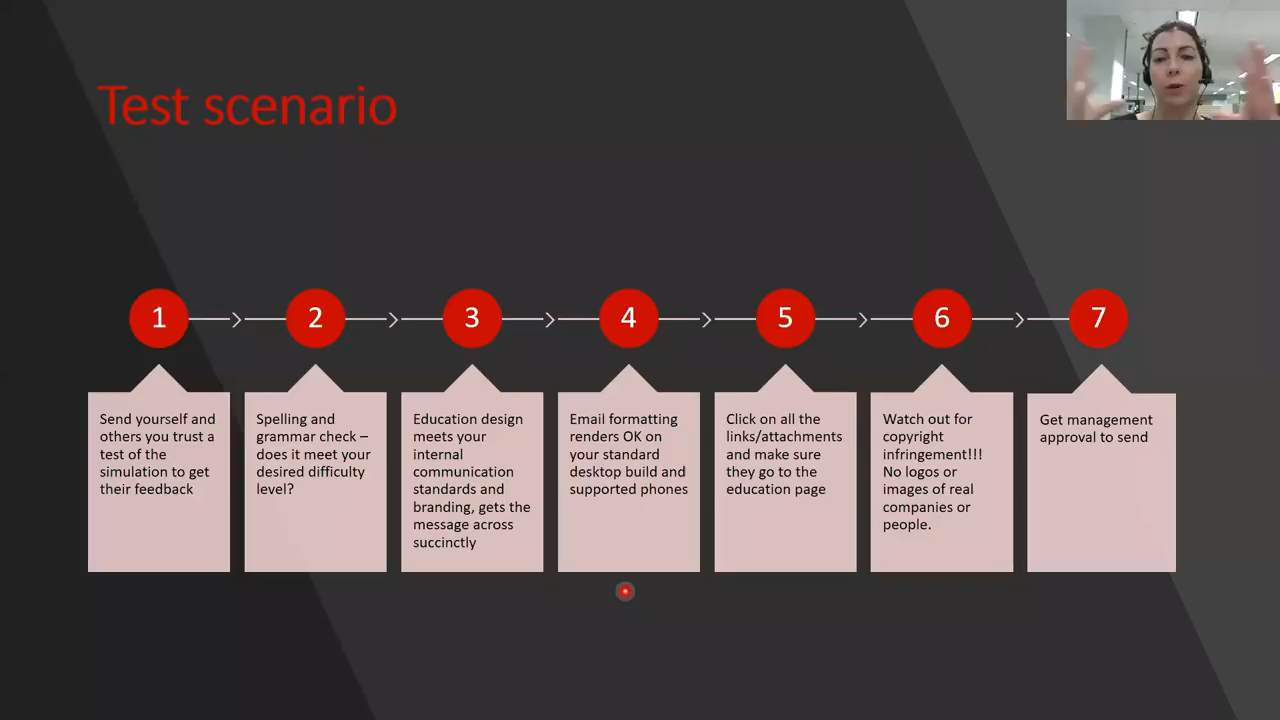 Test scenario
1
2
3
4
5
6
7
Send yourself and
others you trust a
test of the
simulation to get
their feedback
Spelling and
grammar check –
does it meet your
desired difficulty
level?
Education design
meets your
internal
communication
standards and
branding, gets the
message across
succinctly
Email formatting
renders OK on
your standard
desktop build and
supported phones
Click on all the
links/attachments
and make sure
they go to the
education page
Watch out for
copyright
infringement!!!
No logos or
images of real
companies or
people.
Get management
approval to send